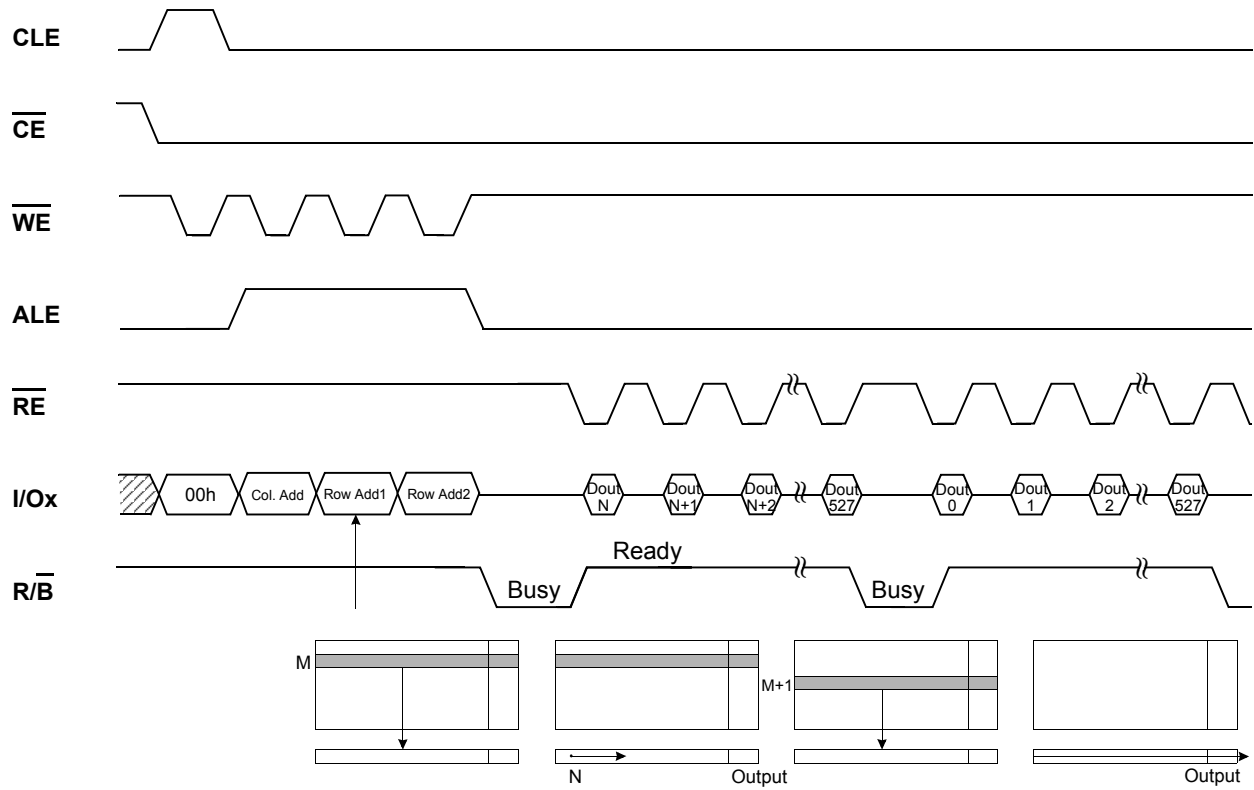 CLE
CE
WE
ALE
RE
I/Ox
00h
Col. Add
Row Add1
Row Add2
Dout
N
Dout
N+1
Dout
N+2
Dout
527
Dout
0
Dout
1
Dout
2
Dout
527
R/B
Busy
Ready
Busy
M
M+1
N
Output
Output